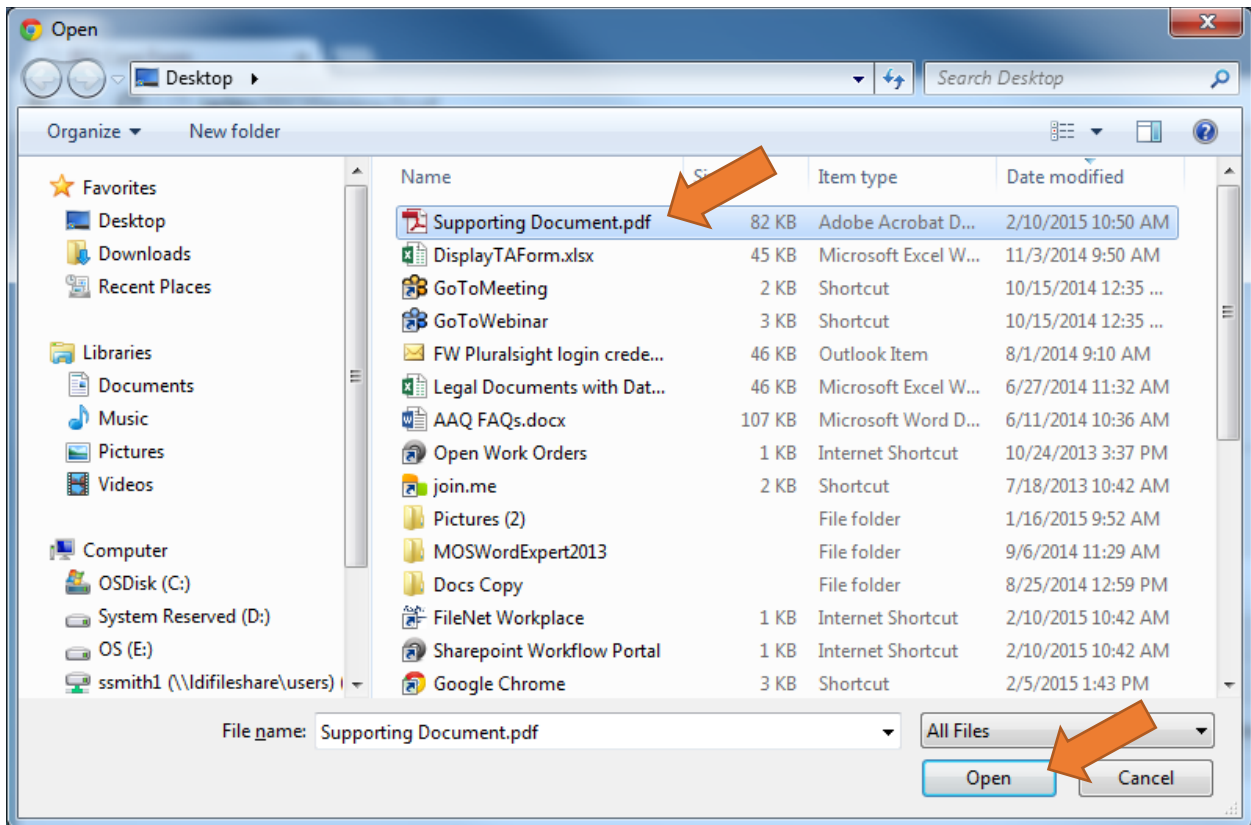 Open
Desktop
Search Desktop
Organize New folder
Name Item type Date modified
Favorites
Desktop
Downloads
Recent Places
Libraries
Documents
Music
Pictures
Videos
Computer
OSDisk (C:)
System Reserved (D:)
OS (E:)
ssmith1 (\\ldifileshare\users)
Supporting Document.pdf 82 KB Adobe Acrobat D... 2/10/2015 10:50 AM
DisplayTAForm.xlsx 45 KB Microsoft Excel W... 11/3/2014 9:50 AM
GoToMeeting 2 KB Shortcut 10/15/2014 12:35 ...
GoToWebinar 3 KB Shortcut 10/15/2014 12:35 ...
FW Pluralsight login crede... 46 KB Outlook Item 8/1/2014 9:10 AM
Legal Documents with Dat... 46 KB Microsoft Excel W... 6/27/2014 11:32 AM
AAQ FAQs.docx 107 KB Microsoft Word D... 6/11/2014 10:36 AM
Open Work Orders 1 KB Internet Shortcut 10/24/2013 3:37 PM
join.me 2 KB Shortcut 7/18/2013 10:42 AM
Pictures (2) File folder 1/16/2015 9:52 AM
MOSWordExpert2013 File folder 9/6/2014 11:29 AM
Docs Copy File folder 8/25/2014 12:59 PM
FileNet Workplace 1 KB Internet Shortcut 2/10/2015 10:42 AM
Sharepoint Workflow Portal 1 KB Internet Shortcut 2/10/2015 10:42 AM
Google Chrome 3 KB Shortcut 2/5/2015 1:43 PM
File name: Supporting Document.pdf All Files
Open Cancel